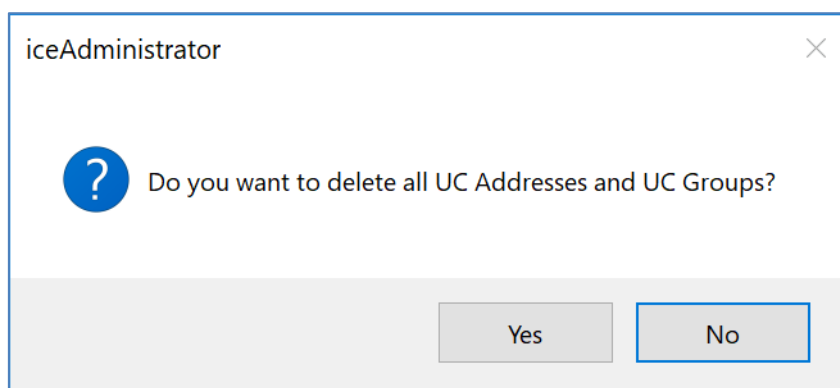 iceAdministrator
?
Do you want to delete all UC Addresses and UC Groups?
Yes
No